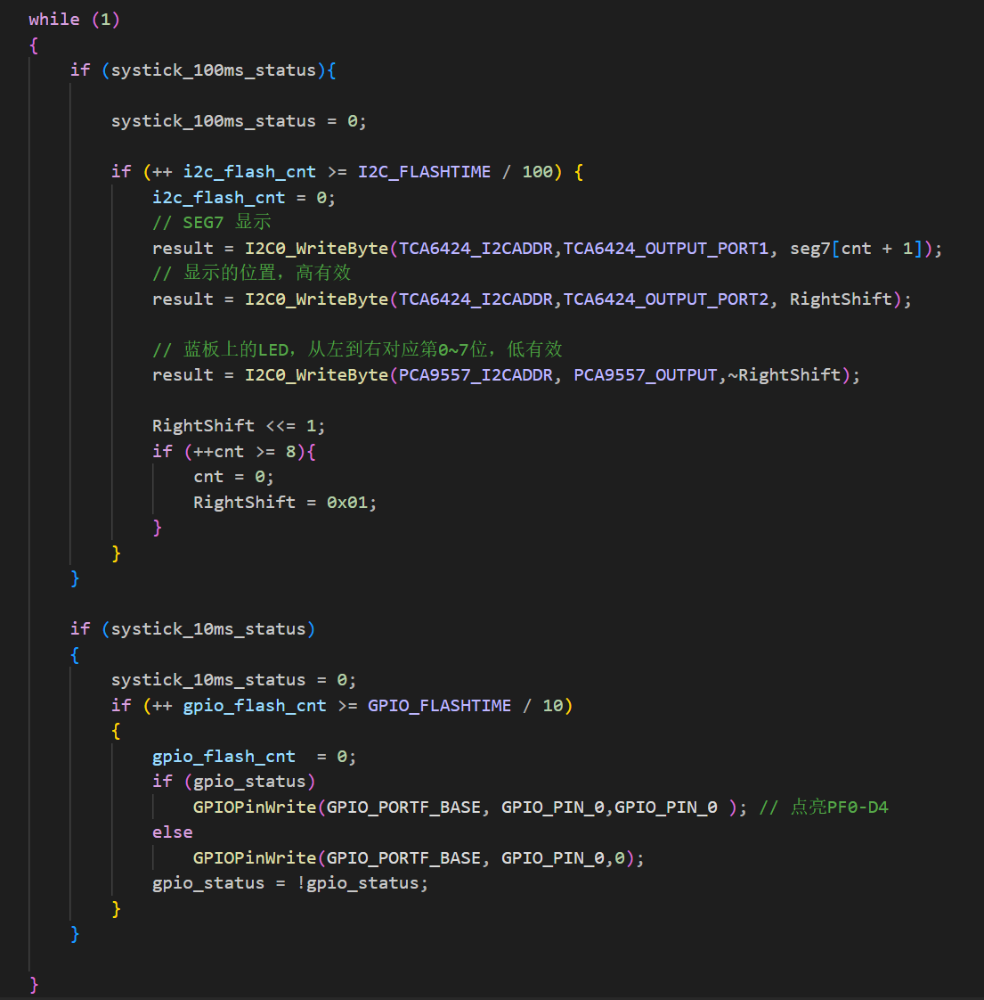 while (1)
{
if (systick_100ms_status){
systick_100ms_status = 0;
if (++ i2c_flash_cnt >= I2C_FLASHTIME / 100) {
i2c_flash_cnt = 0;
// SEG7 显示
result = I2C0_WriteByte(TCA6424_I2CADDR,TCA6424_OUTPUT_PORT1, seg7[cnt + 1]);
// 显示的位置，高有效
result = I2C0_WriteByte(TCA6424_I2CADDR,TCA6424_OUTPUT_PORT2, RightShift);
// 蓝板上的LED，从左到右对应第0~7位，低有效
result = I2C0_WriteByte(PCA9557_I2CADDR, PCA9557_OUTPUT,~RightShift);
RightShift <<= 1;
if (++cnt >= 8){
cnt = 0;
RightShift = 0x01;
}
}
}
if (systick_10ms_status)
{
systick_10ms_status = 0;
if (++ gpio_flash_cnt >= GPIO_FLASHTIME / 10)
{
gpio_flash_cnt  = 0;
if (gpio_status)
GPIOPinWrite(GPIO_PORTF_BASE, GPIO_PIN_0,GPIO_PIN_0 ); // 点亮PF0-D4
else
GPIOPinWrite(GPIO_PORTF_BASE, GPIO_PIN_0,0);
gpio_status = !gpio_status;
}
}
}